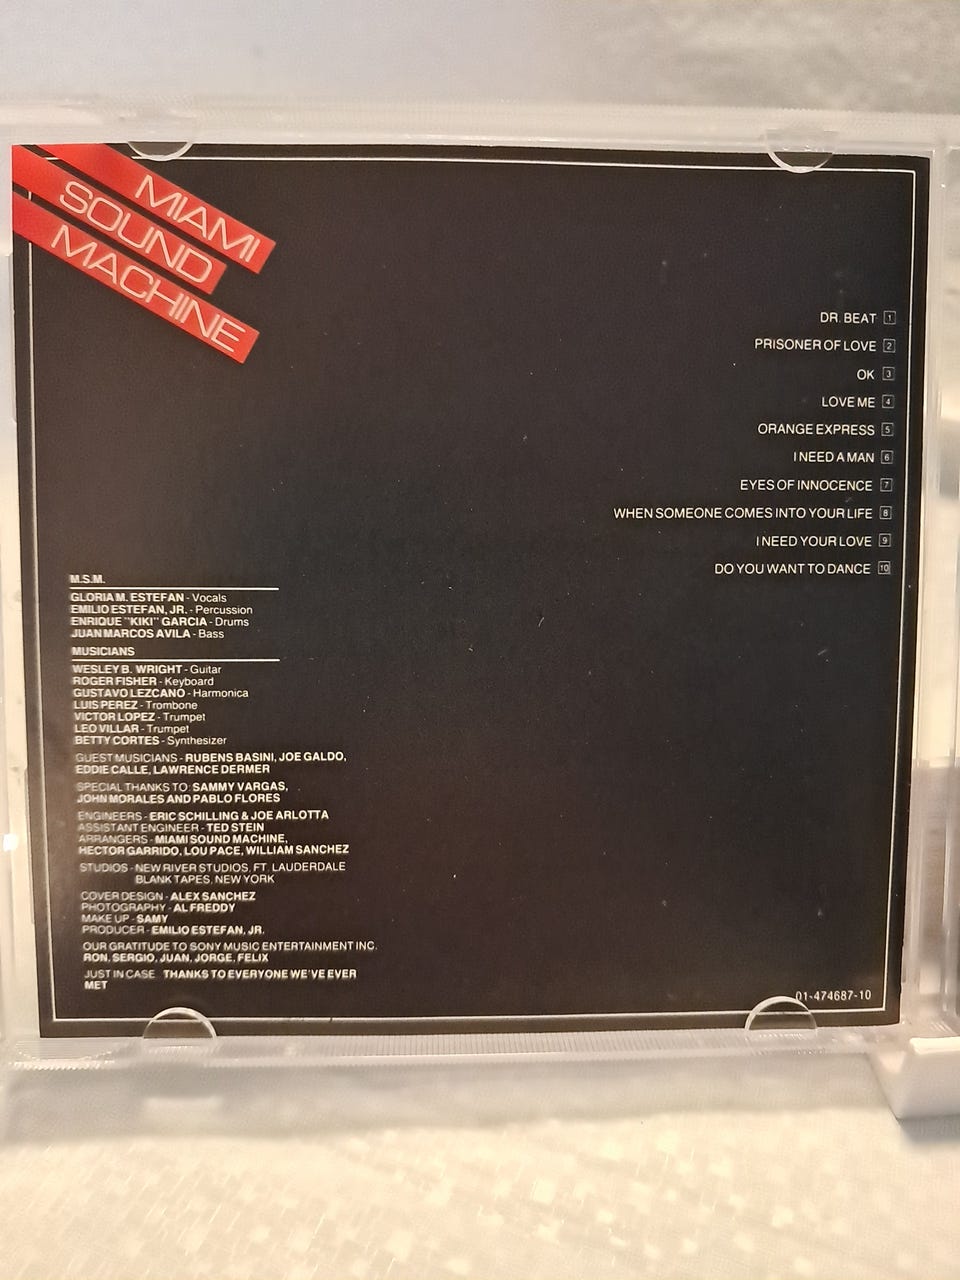 MIAMI
SOUND
MACHINE
DR. BEAT 1
PRISONER OF LOVE 2
OK 3
LOVE ME 4
ORANGE EXPRESS 5
I NEED A MAN 6
EYES OF INNOCENCE 7
WHEN SOMEONE COMES INTO YOUR LIFE 8
I NEED YOUR LOVE 9
DO YOU WANT TO DANCE 10
M.S.M.
GLORIA M. ESTEFAN - Vocals
EMILIO ESTEFAN, JR. - Percussion
ENRIQUE "KIKI" GARCIA - Drums
JUAN MARCOS AVILA - Bass
MUSICIANS
WESLEY B. WRIGHT - Guitar
ROGER FISHER - Keyboard
GUSTAVO LEZCANO - Harmonica
LUIS PEREZ - Trombone
VICTOR LOPEZ - Trumpet
LEO VILLAR - Trumpet
BETTY CORTES - Synthesizer
GUEST MUSICIANS - RUBENS BASINI, JOE GALDO,
EDDIE CALLE, LAWRENCE DERMER
SPECIAL THANKS TO: SAMMY VARGAS,
JOHN MORALES AND PABLO FLORES
ENGINEERS - ERIC SCHILLING & JOE ARLOTTA
ASSISTANT ENGINEER - TED STEIN
ARRANGERS - MIAMI SOUND MACHINE,
HECTOR GARRIDO, LOU PACE, WILLIAM SANCHEZ
STUDIOS - NEW RIVER STUDIOS, FT. LAUDERDALE
BLANK TAPES, NEW YORK
COVER DESIGN - ALEX SANCHEZ
PHOTOGRAPHY - AL FREDDY
MAKE UP - SAMY
PRODUCER - EMILIO ESTEFAN, JR.
OUR GRATITUDE TO SONY MUSIC ENTERTAINMENT INC.
RON, SERGIO, JUAN, JORGE, FELIX
JUST IN CASE THANKS TO EVERYONE WE'VE EVER
MET
01-474687-10